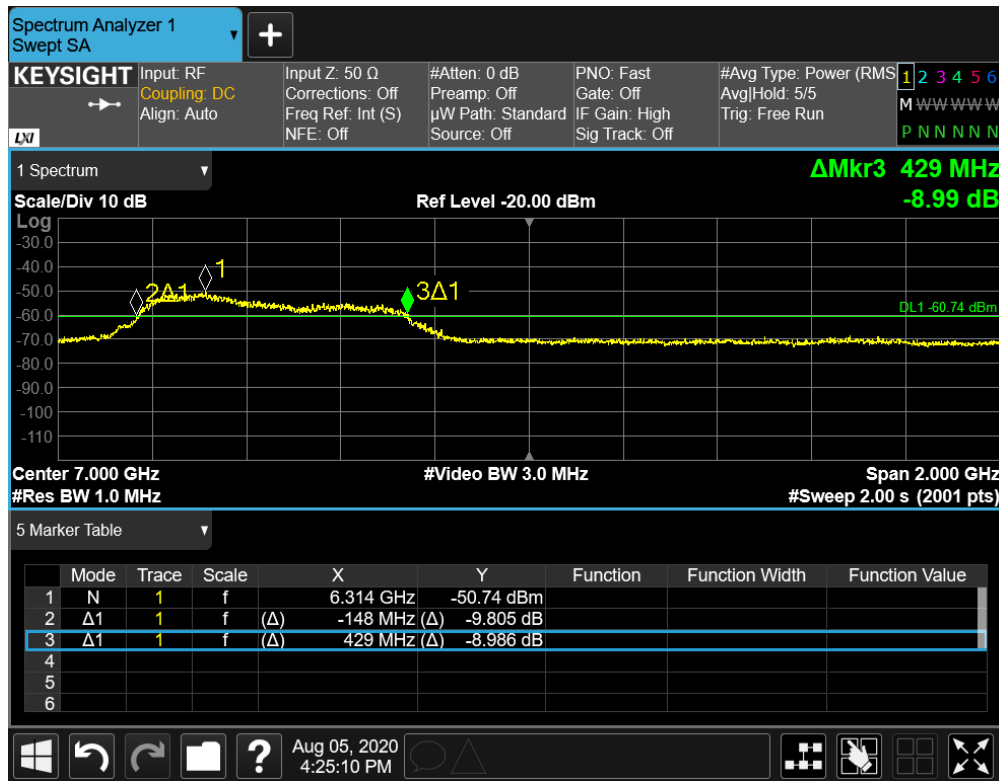 Spectrum Analyzer 1
Swept SA
KEYSIGHT
LXI
Input: RF
Coupling: DC
Align: Auto
Input Z: 50 Ω
Corrections: Off
Freq Ref: Int (S)
NFE: Off
#Atten: 0 dB
Preamp: Off
µW Path: Standard
Source: Off
PNO: Fast
Gate: Off
IF Gain: High
Sig Track: Off
#Avg Type: Power (RMS
Avg|Hold: 5/5
Trig: Free Run
1 2 3 4 5 6
M W W W W W
P N N N N N
1 Spectrum
ΔMkr3 429 MHz
-8.99 dB
Scale/Div 10 dB
Ref Level -20.00 dBm
Log
-30.0
-40.0
-50.0
-60.0
-70.0
-80.0
-90.0
-100
-110
1
2Δ1
3Δ1
DL1 -60.74 dBm
Center 7.000 GHz
#Video BW 3.0 MHz
Span 2.000 GHz
#Res BW 1.0 MHz
#Sweep 2.00 s (2001 pts)
5 Marker Table
Mode Trace Scale X Y Function Function Width Function Value
1 N 1 f 6.314 GHz -50.74 dBm
2 Δ1 1 f (Δ) -148 MHz (Δ) -9.805 dB
3 Δ1 1 f (Δ) 429 MHz (Δ) -8.986 dB
4
5
6
?
Aug 05, 2020
4:25:10 PM